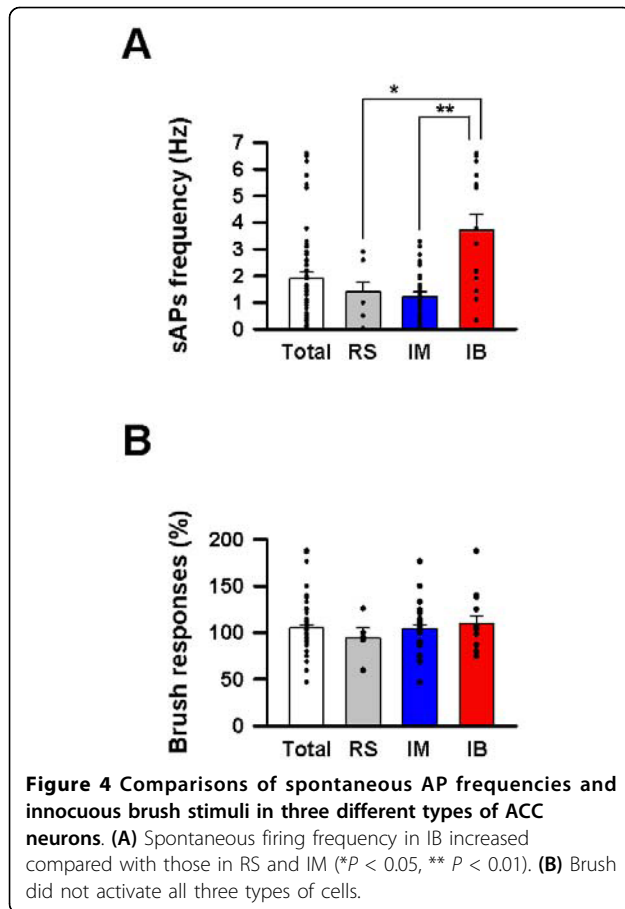 A
*
**
sAPs frequency (Hz)
7
6
5
4
3
2
1
0
Total RS IM IB
B
Brush responses (%)
200
150
100
50
0
Total RS IM IB
Figure 4 Comparisons of spontaneous AP frequencies and
innocuous brush stimuli in three different types of ACC
neurons. (A) Spontaneous firing frequency in IB increased
compared with those in RS and IM (*P < 0.05, ** P < 0.01). (B) Brush
did not activate all three types of cells.